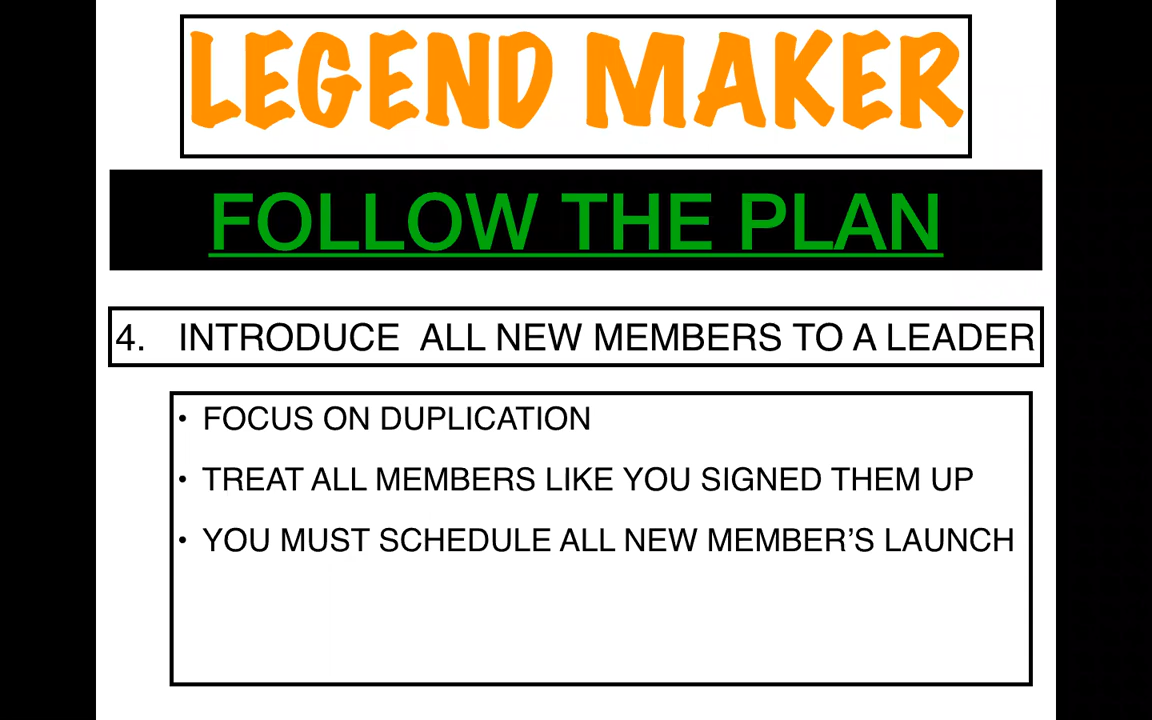 LEGEND MAKER
FOLLOW THE PLAN
4. INTRODUCE ALL NEW MEMBERS TO A LEADER
• FOCUS ON DUPLICATION
• TREAT ALL MEMBERS LIKE YOU SIGNED THEM UP
• YOU MUST SCHEDULE ALL NEW MEMBER’S LAUNCH